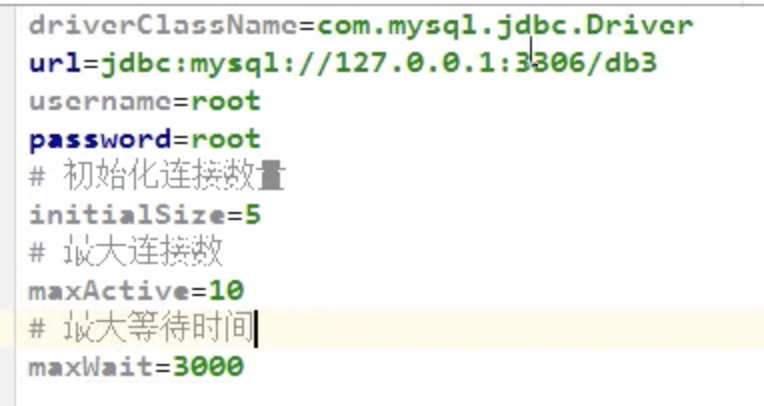 driverClassName=com.mysql.jdbc.Driver
url=jdbc:mysql://127.0.0.1:3306/db3
username=root
password=root
# 初始化连接数量
initialSize=5
# 最大连接数
maxActive=10
# 最大等待时间
maxWait=3000